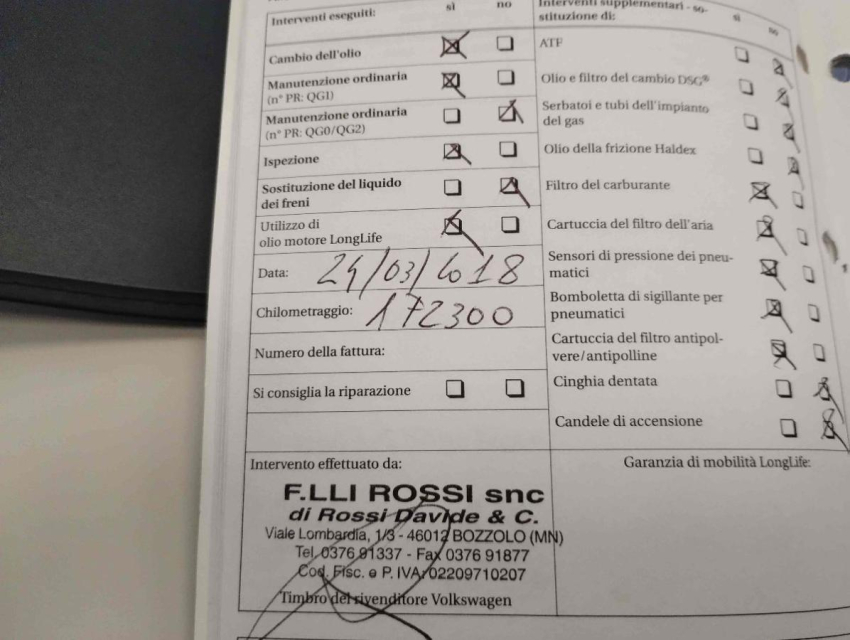 Interventi eseguiti:
sì
no
Cambio dell'olio
Manutenzione ordinaria
(n° PR: QG1)
Manutenzione ordinaria
(n° PR: QG0/QG2)
Ispezione
Sostituzione del liquido
dei freni
Utilizzo di
olio motore LongLife
Data: 24/03/2018
Chilometraggio: 172300
Numero della fattura:
Si consiglia la riparazione
Interventi supplementari - so-
stituzione di:
sì
no
ATF
Olio e filtro del cambio DSG®
Serbatoi e tubi dell'impianto
del gas
Olio della frizione Haldex
Filtro del carburante
Cartuccia del filtro dell'aria
Sensori di pressione dei pneu-
matici
Bomboletta di sigillante per
pneumatici
Cartuccia del filtro antipol-
vere/antipolline
Cinghia dentata
Candele di accensione
Intervento effettuato da:
F.LLI ROSSI snc
di Rossi Davide & C.
Viale Lombardia, 1/3 - 46012 BOZZOLO (MN)
Tel. 0376 91337 - Fax 0376 91877
Cod. Fisc. e P. IVA: 02209710207
Timbro del rivenditore Volkswagen
Garanzia di mobilità LongLife: